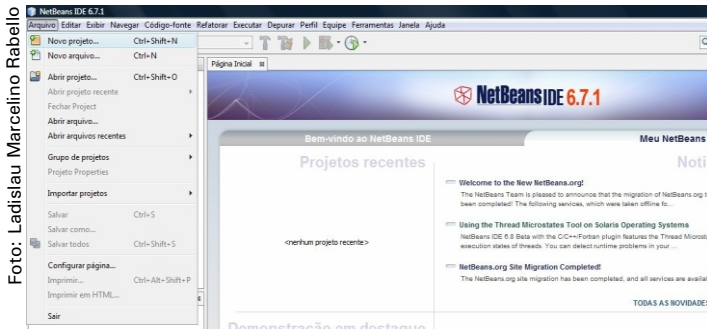 Foto: Ladislau Marcelino Rabello
NetBeans IDE 6.7.1
Arquivo Editar Exibir Navegar Código-fonte Refatorar Executar Depurar Perfil Equipe Ferramentas Janela Ajuda
Novo projeto... Ctrl+Shift+N
Novo arquivo... Ctrl+N
Abrir projeto... Ctrl+Shift+O
Abrir projeto recente
Fechar Project
Abrir arquivo...
Abrir arquivos recentes
Grupo de projetos
Projeto Properties
Importar projetos
Salvar Ctrl+S
Salvar como...
Salvar todos Ctrl+Shift+S
Configurar página...
Imprimir... Ctrl+Alt+Shift+P
Imprimir em HTML...
Sair
Página Inicial
NetBeans IDE 6.7.1
Bem-vindo ao NetBeans IDE
Meu NetBeans
Projetos recentes
<nenhum projeto recente>
Demonstração em destaque
Noti
Welcome to the New NetBeans.org!
The NetBeans Team is pleased to announce that the migration of NetBeans.org t
been completed! The following services, which were taken offline fo...
Using the Thread Microstates Tool on Solaris Operating Systems
NetBeans IDE 6.8 Beta with the C/C++/Fortran plugin features the Thread Microsta
execution states of threads. You can detect runtime problems in your ...
NetBeans.org Site Migration Completed!
The NetBeans.org site migration has been completed, and all services are availal
TODAS AS NOVIDADES